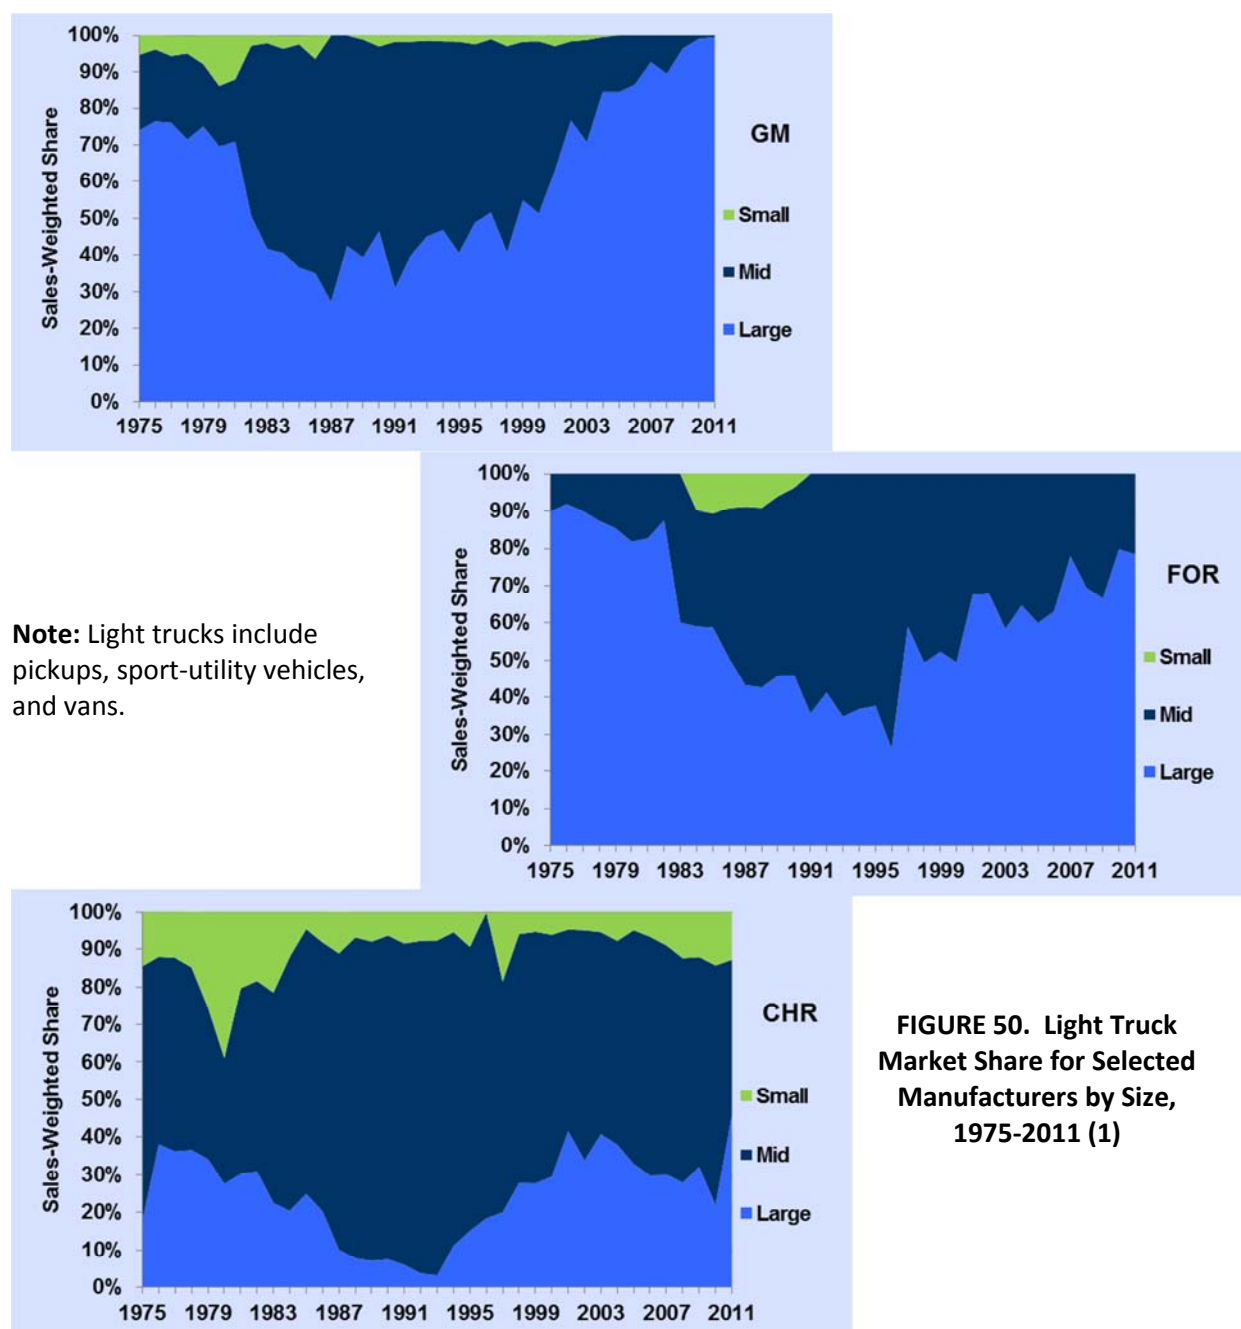 100%
90%
80%
70%
60%
50%
40%
30%
20%
10%
0%
Sales-Weighted Share
GM
Small
Mid
Large
1975 1979 1983 1987 1991 1995 1999 2003 2007 2011
100%
90%
80%
70%
60%
50%
40%
30%
20%
10%
0%
Sales-Weighted Share
FOR
Small
Mid
Large
1975 1979 1983 1987 1991 1995 1999 2003 2007 2011
Note: Light trucks include
pickups, sport-utility vehicles,
and vans.
100%
90%
80%
70%
60%
50%
40%
30%
20%
10%
0%
Sales-Weighted Share
CHR
Small
Mid
Large
1975 1979 1983 1987 1991 1995 1999 2003 2007 2011
FIGURE 50. Light Truck
Market Share for Selected
Manufacturers by Size,
1975-2011 (1)